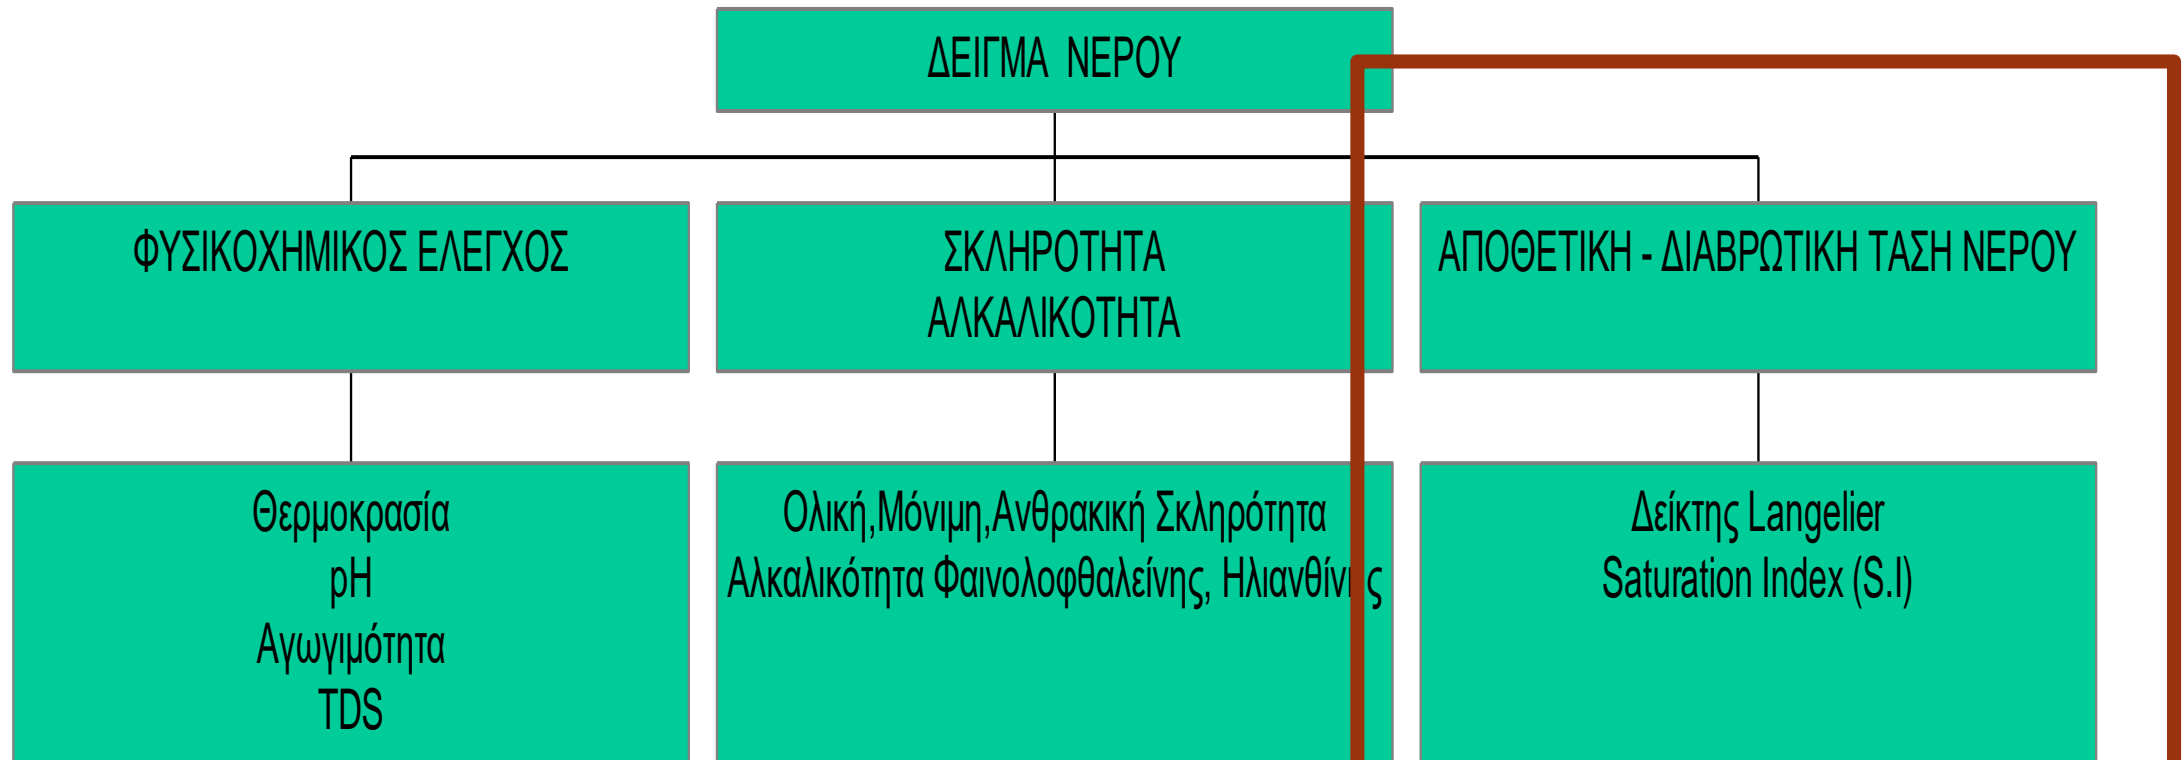 ΔΕΙΓΜΑ ΝΕΡΟΥ
ΦΥΣΙΚΟΧΗΜΙΚΟΣ ΕΛΕΓΧΟΣ
ΣΚΛΗΡΟΤΗΤΑ
ΑΛΚΑΛΙΚΟΤΗΤΑ
ΑΠΟΘΕΤΙΚΗ - ΔΙΑΒΡΩΤΙΚΗ ΤΑΣΗ ΝΕΡΟΥ
Θερμοκρασία
pH
Αγωγιμότητα
TDS
Ολική,Μόνιμη,Ανθρακική Σκληρότητα
Αλκαλικότητα Φαινολοφθαλείνης, Ηλιανθίνης
Δείκτης Langelier
Saturation Index (S.I)